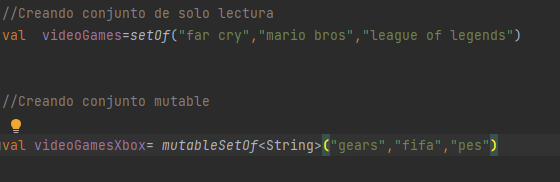 //Creando conjunto de solo lectura
val  videoGames=setOf("far cry","mario bros","league of legends")
//Creando conjunto mutable
val videoGamesXbox= mutableSetOf<String>("gears","fifa","pes")